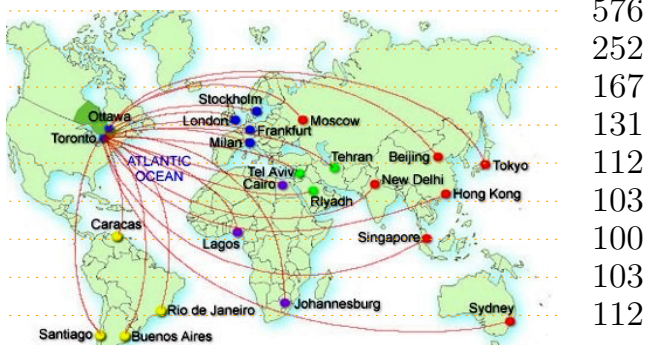 576
252
167
131
112
103
100
103
112
Stockholm
Ottawa
London
Moscow
Toronto
Frankfurt
Milan
ATLANTIC
OCEAN
Tehran
Beijing
Tokyo
Tel Aviv
Cairo
New Delhi
Riyadh
Hong Kong
Caracas
Lagos
Singapore
Rio de Janeiro
Johannesburg
Sydney
Santiago
Buenos Aires